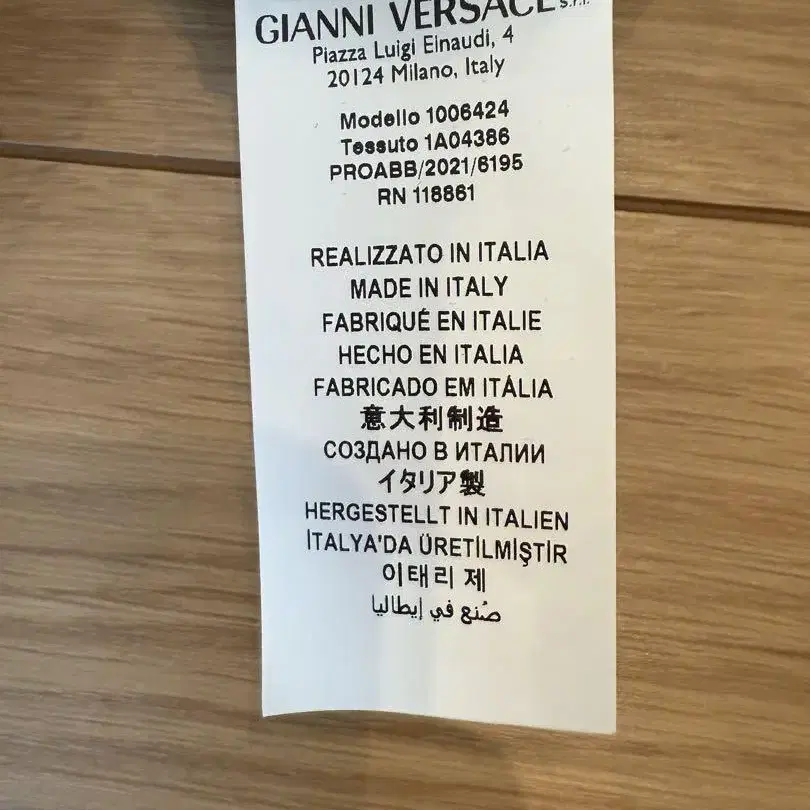 GIANNI VERSACE s.r.l.
Piazza Luigi Einaudi, 4
20124 Milano, Italy
Modello 1006424
Tessuto 1A04386
PROABB/2021/6195
RN 118861
REALIZZATO IN ITALIA
MADE IN ITALY
FABRIQUÉ EN ITALIE
HECHO EN ITALIA
FABRICADO EM ITÁLIA
意大利制造
СОЗДАНО В ИТАЛИИ
イタリア製
HERGESTELLT IN ITALIEN
İTALYA'DA ÜRETİLMİŞTİR
이태리 제
صُنع في إيطاليا